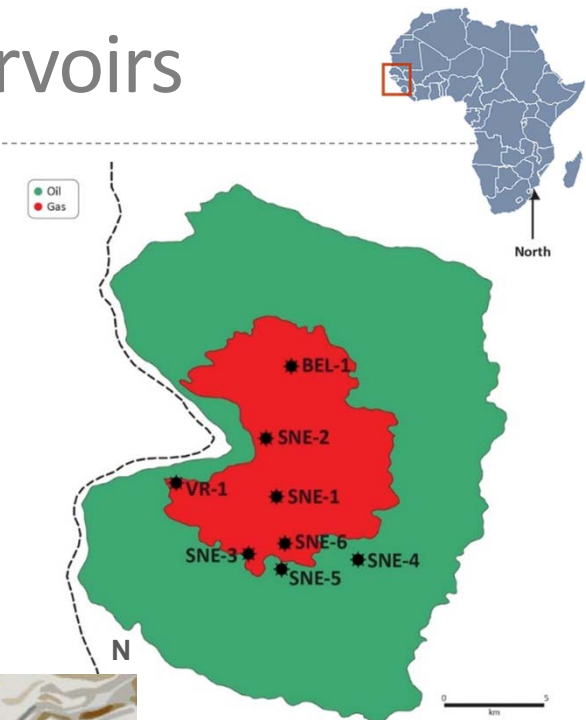 rvoirs
Oil
Gas
North
BEL-1
SNE-2
VR-1
SNE-1
SNE-6
SNE-3
SNE-4
SNE-5
N
0 5
km